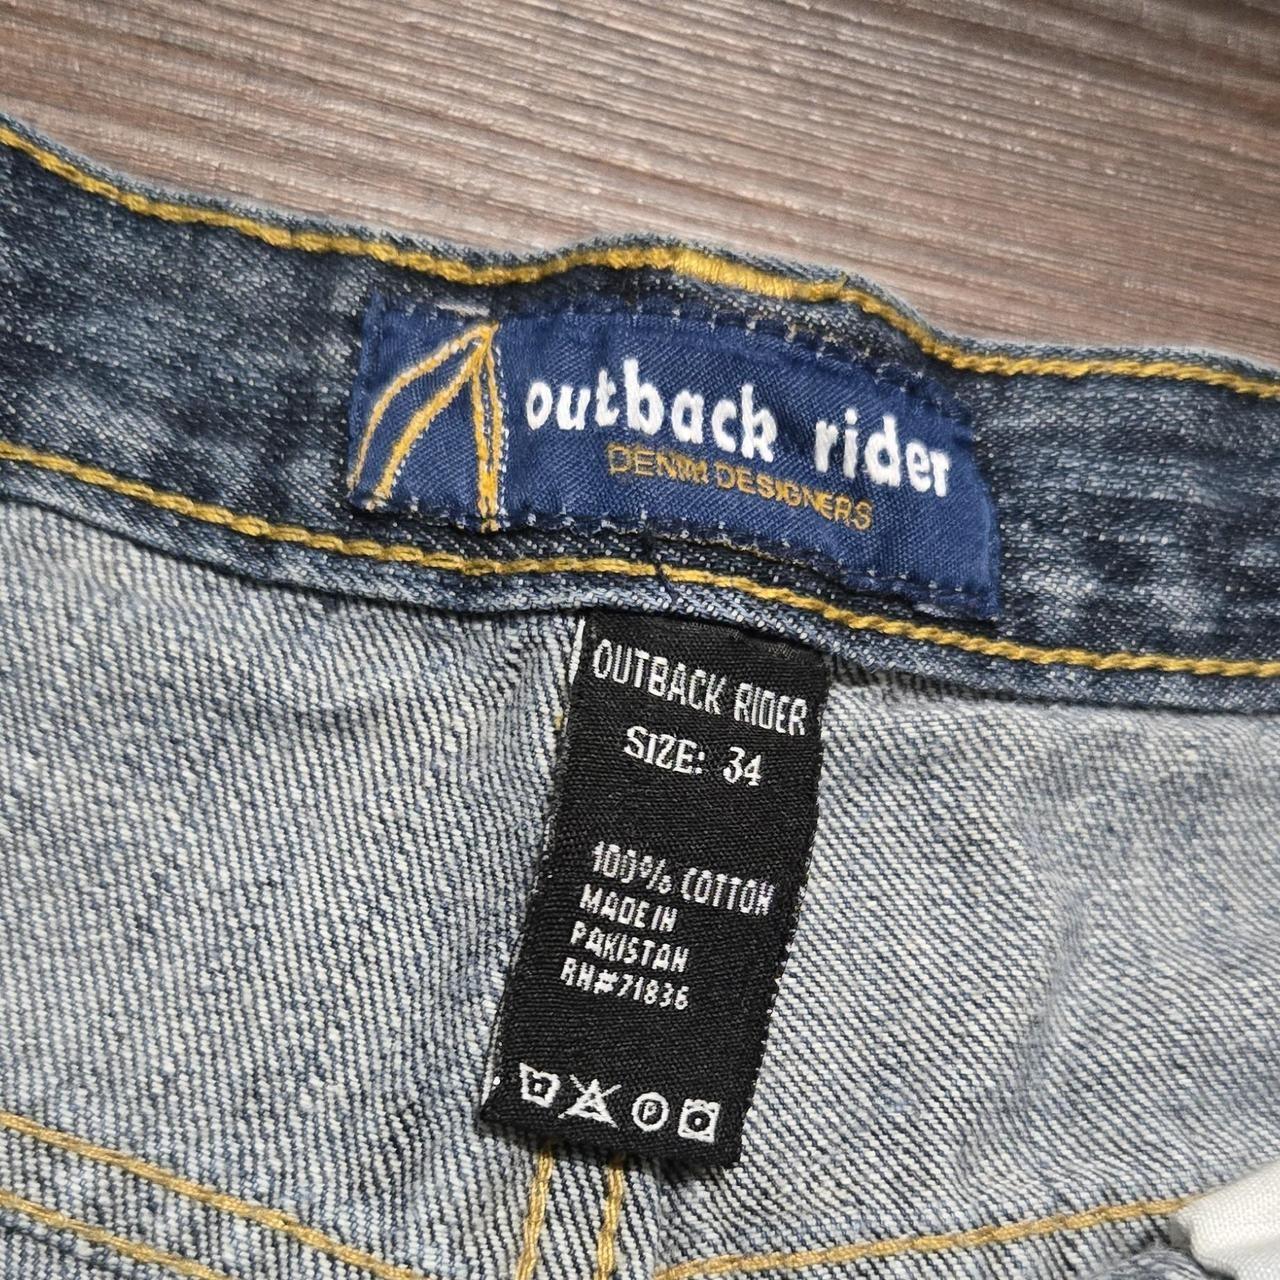 outback rider
DENIM DESIGNERS
OUTBACK RIDER
SIZE: 34
100% COTTON
MADE IN
PAKISTAN
RN#71836
P